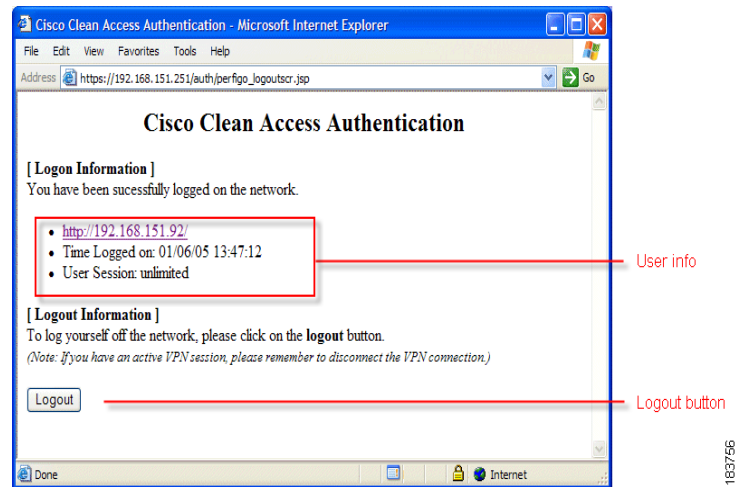 Cisco Clean Access Authentication - Microsoft Internet Explorer
File Edit View Favorites Tools Help
Address https://192.168.151.251/auth/perfigo_logoutscr.jsp Go
Cisco Clean Access Authentication
[ Logon Information ]
You have been sucessfully logged on the network.
• http://192.168.151.92/
• Time Logged on: 01/06/05 13:47:12
• User Session: unlimited
User info
[ Logout Information ]
To log yourself off the network, please click on the logout button.
(Note: If you have an active VPN session, please remember to disconnect the VPN connection.)
Logout
Logout button
Done Internet
183756